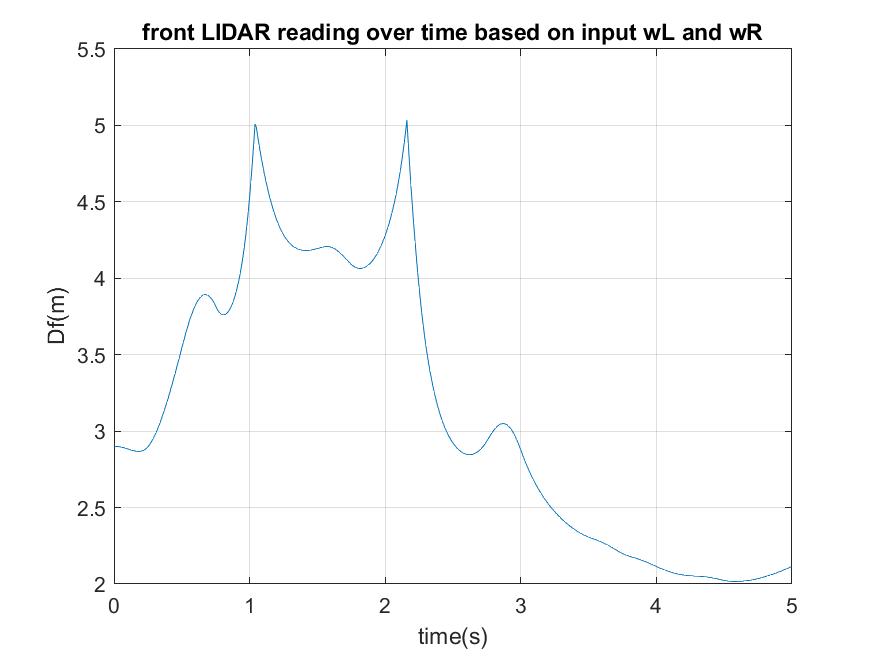 front LIDAR reading over time based on input wL and wR
5.5
5
4.5
4
3.5
3
2.5
2
Df(m)
0 1 2 3 4 5
time(s)